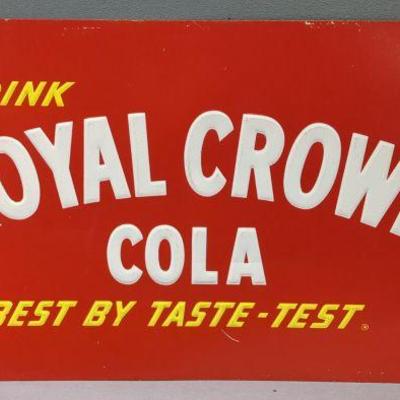 RINK
OYAL CROW
COLA
BEST BY TASTE-TEST.®